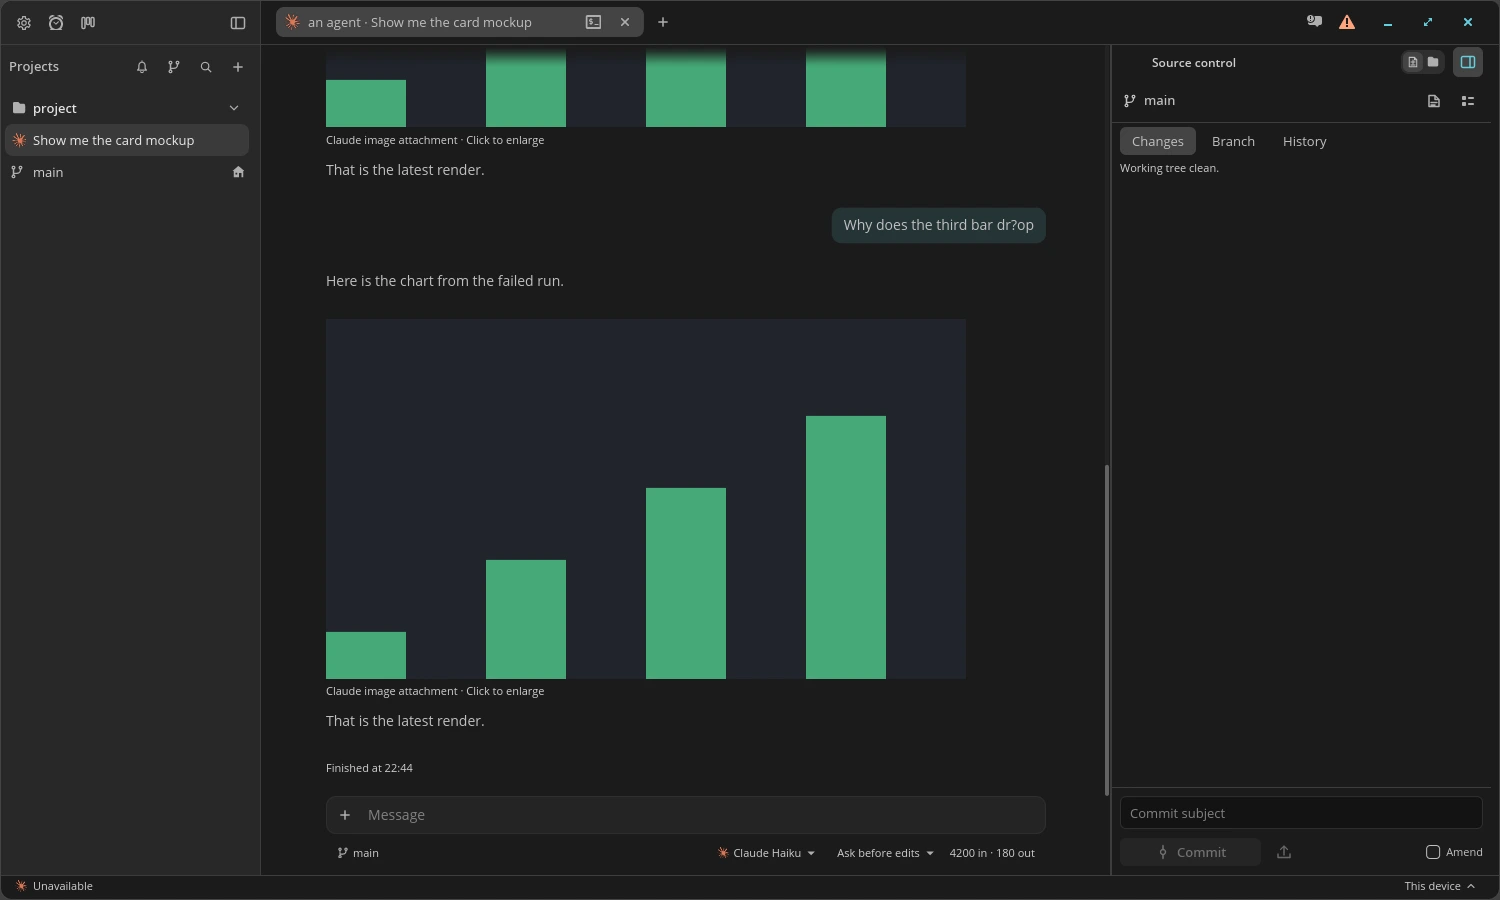 an agent · Show me the card mockup
Projects
project
Show me the card mockup
main
Claude image attachment · Click to enlarge
That is the latest render.
Why does the third bar dr?op
Here is the chart from the failed run.
Claude image attachment · Click to enlarge
That is the latest render.
Finished at 22:44
Message
main
Claude Haiku
Ask before edits
4200 in · 180 out
Source control
main
Changes
Branch
History
Working tree clean.
Commit subject
Commit
Amend
Unavailable
This device